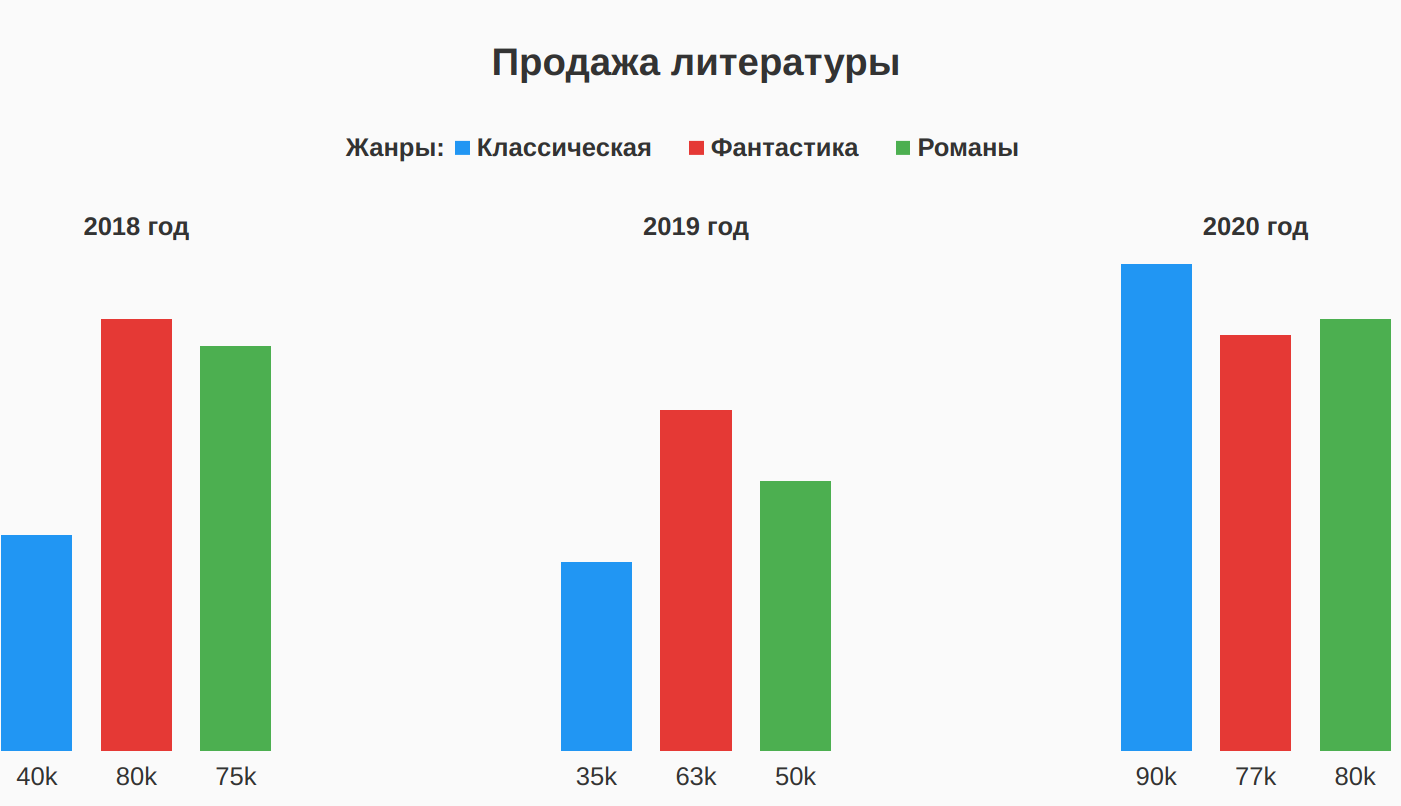 Продажа литературы
Жанры: Классическая Фантастика Романы
2018 год 2019 год 2020 год
40k 80k 75k 35k 63k 50k 90k 77k 80k